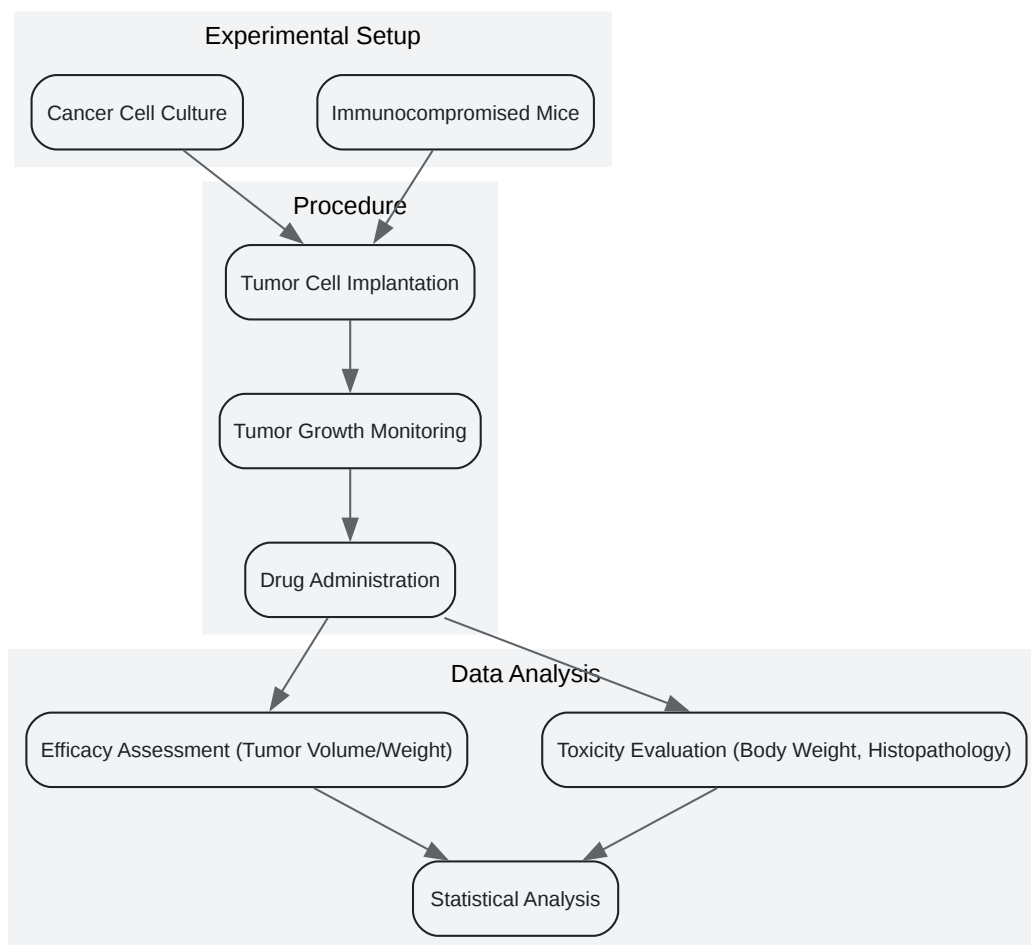 Experimental Setup
Cancer Cell Culture
Immunocompromised Mice
Procedure
Tumor Cell Implantation
Tumor Growth Monitoring
Drug Administration
Data Analysis
Efficacy Assessment (Tumor Volume/Weight)
Toxicity Evaluation (Body Weight, Histopathology)
Statistical Analysis